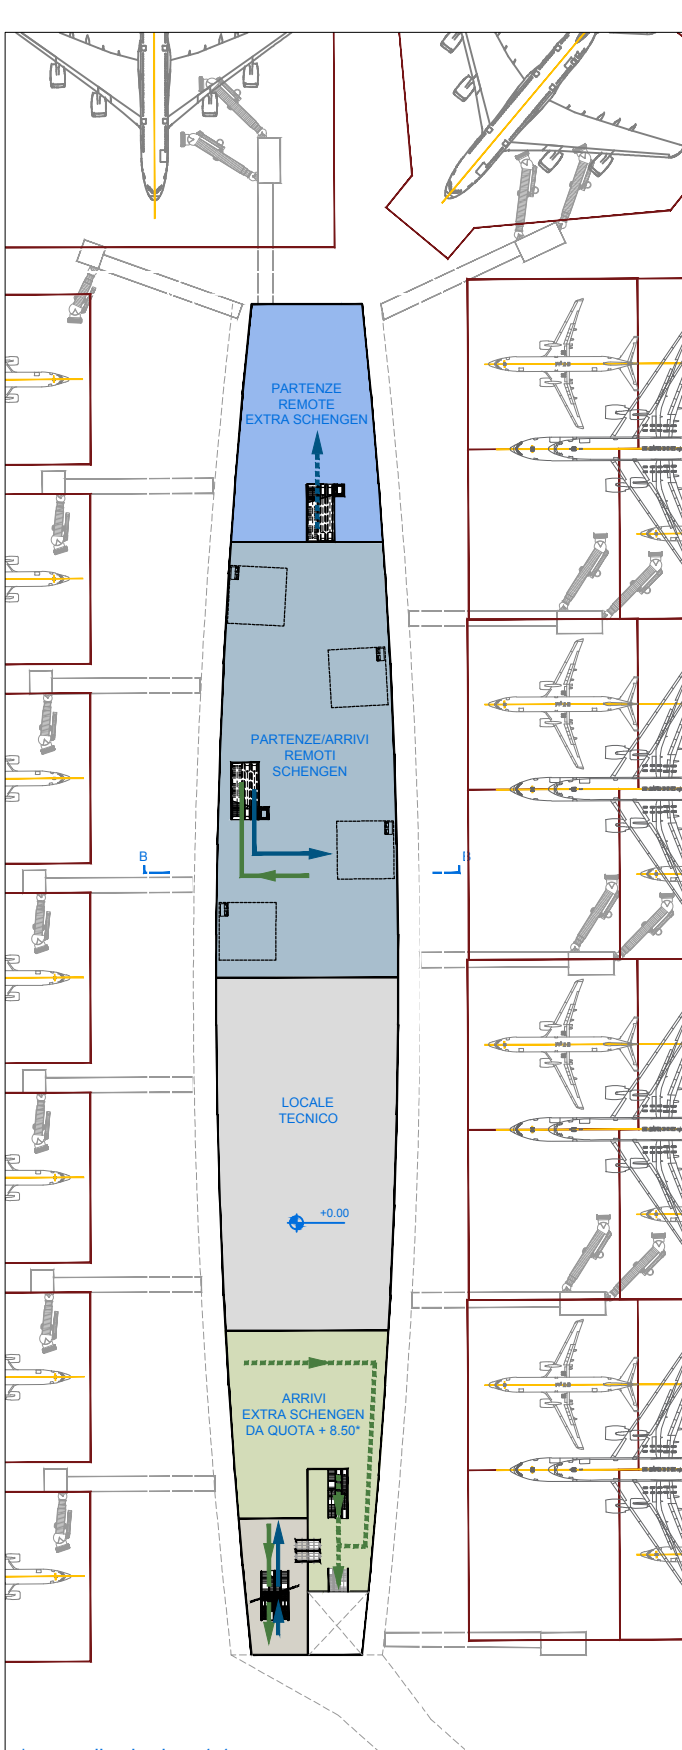 PARTENZE
REMOTE
EXTRA SCHENGEN
PARTENZE/ARRIVI
REMOTI
SCHENGEN
B
B
LOCALE
TECNICO
+0.00
ARRIVI
EXTRA SCHENGEN
DA QUOTA + 8.50*